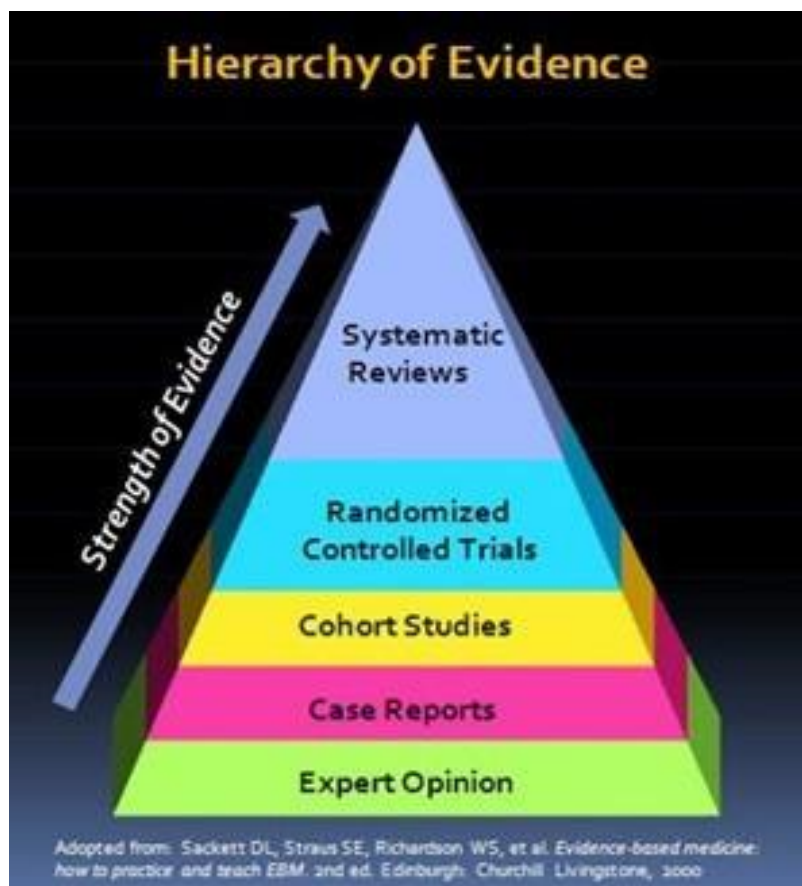 Hierarchy of Evidence
Strength of Evidence
Systematic
Reviews
Randomized
Controlled Trials
Cohort Studies
Case Reports
Expert Opinion
Adopted from: Sackett DL, Straus SE, Richardson WS, et al. Evidence-based medicine:
how to practice and teach EBM. 2nd ed. Edinburgh: Churchill Livingstone, 2000